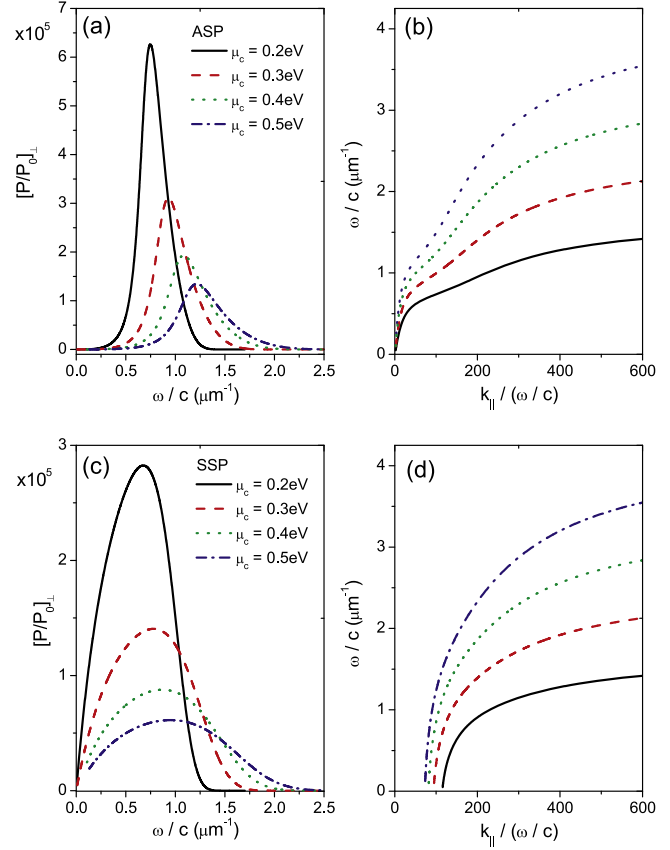 (a)
ASP
μc = 0.2eV
μc = 0.3eV
μc = 0.4eV
μc = 0.5eV
x10⁵
7
6
5
4
3
2
1
0
[P/P₀]⊥
0.0 0.5 1.0 1.5 2.0 2.5
ω / c (μm⁻¹)
(b)
4
3
2
1
0
ω / c (μm⁻¹)
0 200 400 600
k|| / (ω / c)
(c)
SSP
μc = 0.2eV
μc = 0.3eV
μc = 0.4eV
μc = 0.5eV
x10⁵
3
2
1
0
[P/P₀]⊥
0.0 0.5 1.0 1.5 2.0 2.5
ω / c (μm⁻¹)
(d)
4
3
2
1
0
ω / c (μm⁻¹)
0 200 400 600
k|| / (ω / c)